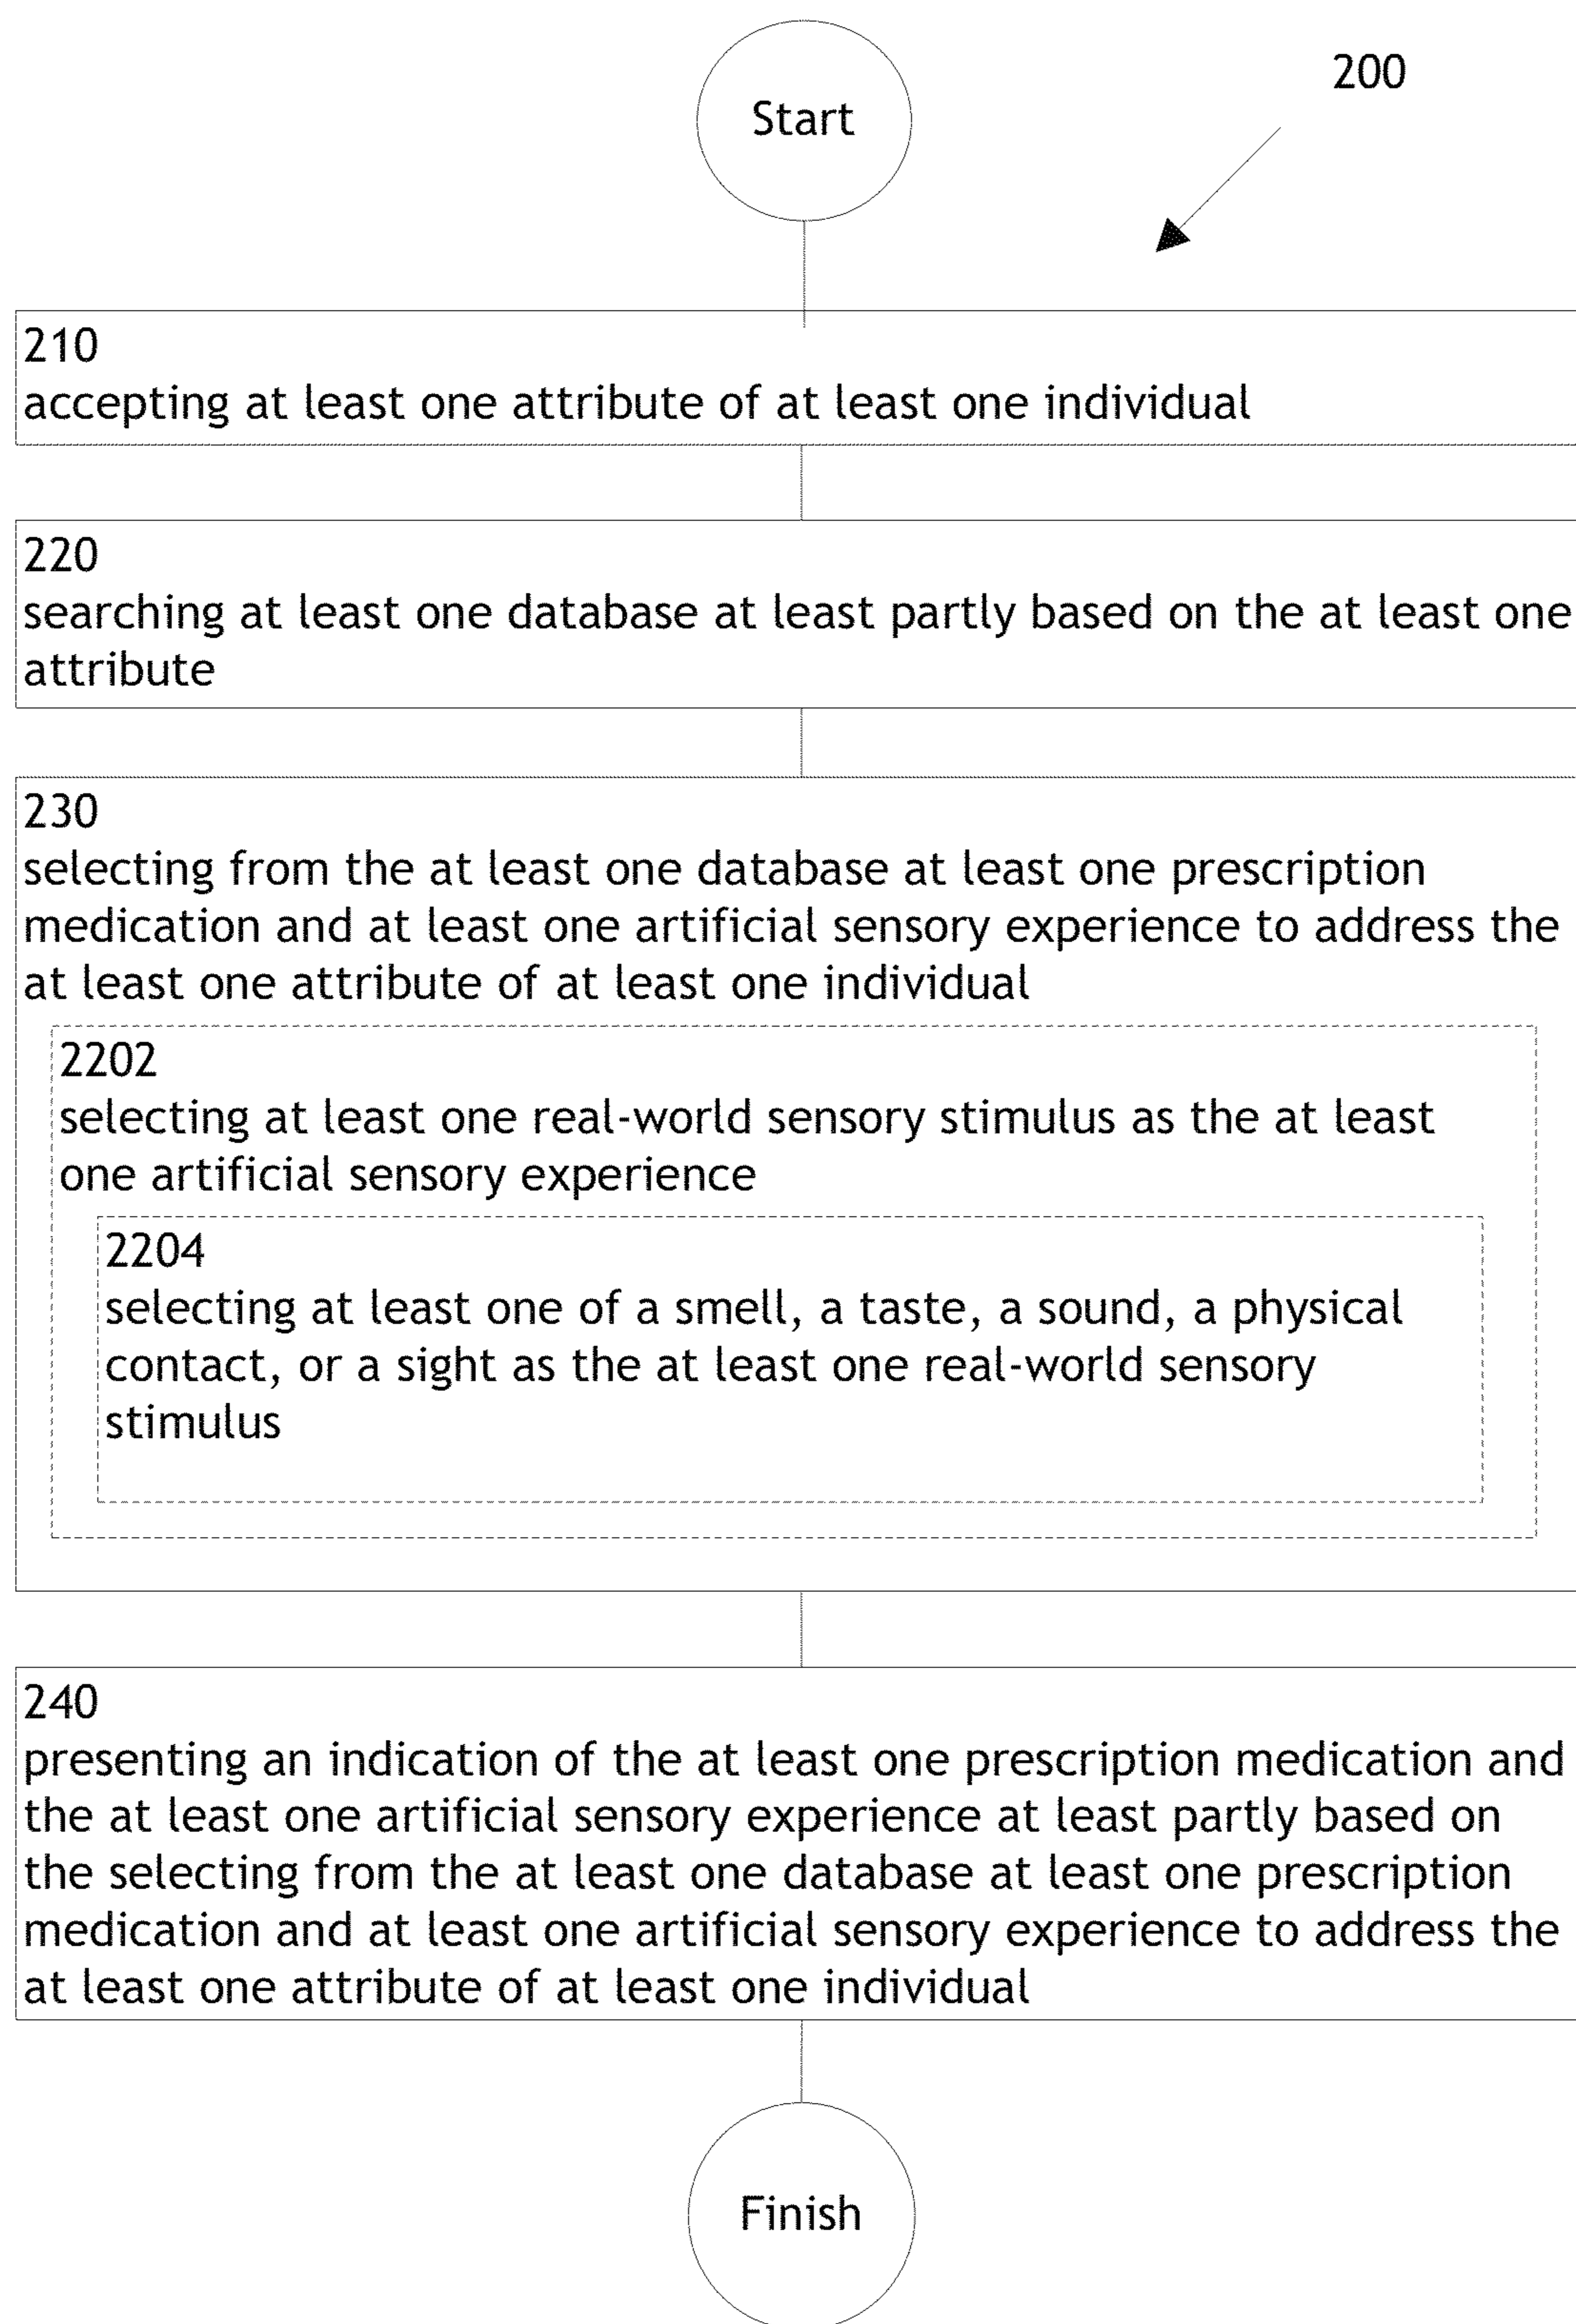 Start
200
210
accepting at least one attribute of at least one individual
220
searching at least one database at least partly based on the at least one
attribute
230
selecting from the at least one database at least one prescription
medication and at least one artificial sensory experience to address the
at least one attribute of at least one individual
2202
selecting at least one real-world sensory stimulus as the at least
one artificial sensory experience
2204
selecting at least one of a smell, a taste, a sound, a physical
contact, or a sight as the at least one real-world sensory
stimulus
240
presenting an indication of the at least one prescription medication and
the at least one artificial sensory experience at least partly based on
the selecting from the at least one database at least one prescription
medication and at least one artificial sensory experience to address the
at least one attribute of at least one individual
Finish